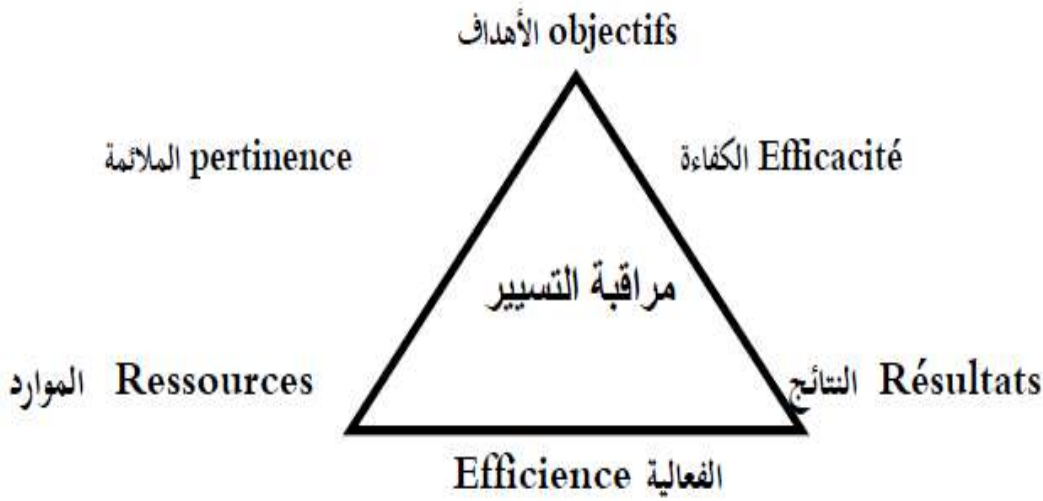 الأهداف objectifs
الملائمة pertinence
الكفاءة Efficacité
مراقبة التسيير
الموارد Ressources
النتائج Résultats
Efficience الفعالية